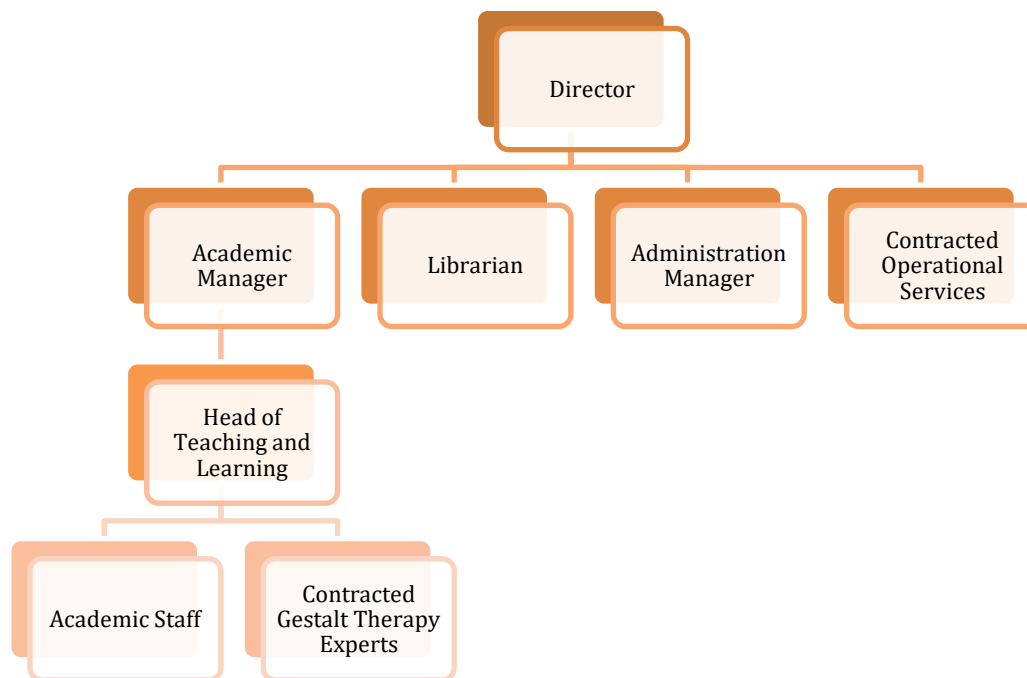 Director
Academic
Manager
Librarian
Administration
Manager
Contracted
Operational
Services
Head of
Teaching and
Learning
Academic Staff
Contracted
Gestalt Therapy
Experts